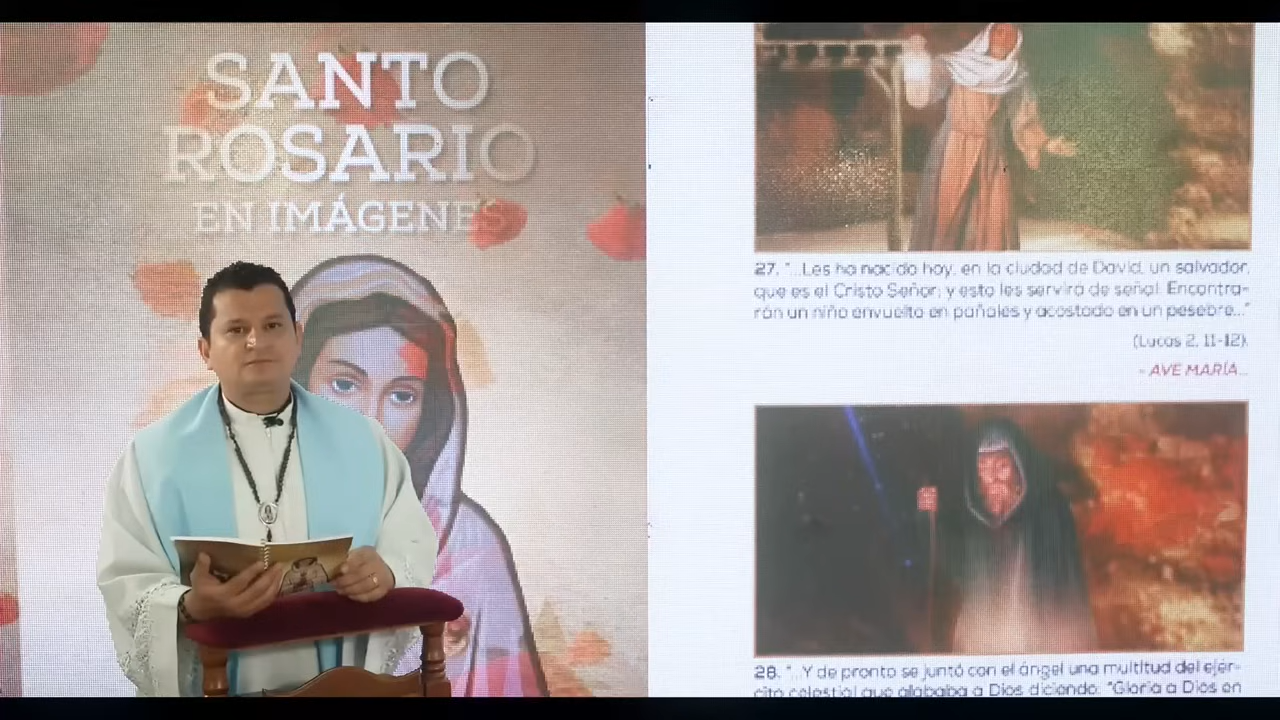 SANTO
ROSARIO
EN IMÁGENES
27. "...Les ha nacido hoy, en la ciudad de David, un salvador,
que es el Cristo Señor; y esto les servirá de señal. Encontra-
rán un niño envuelto en pañales y acostado en un pesebre..."
(Lucas 2, 11-12).
- AVE MARÍA...
28. "...Y de pronto se juntó con el ángel una multitud del ejér-
cito celestial que alababa a Dios diciendo: "Gloria a Dios en